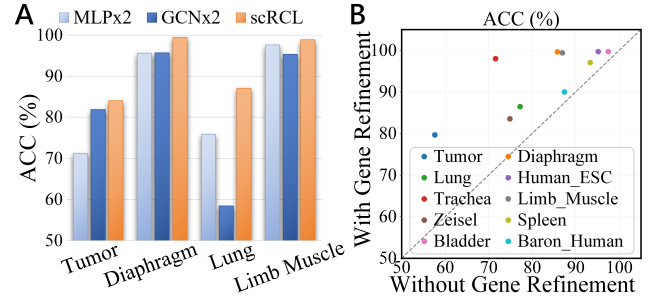 A
MLPx2 GCNx2 scRCL
ACC (%)
100
90
80
70
60
50
Tumor Diaphragm Lung Limb Muscle
B
ACC (%)
With Gene Refinement
100
90
80
70
60
50
Tumor Diaphragm
Lung Human_ESC
Trachea Limb_Muscle
Zeisel Spleen
Bladder Baron_Human
50 60 70 80 90 100
Without Gene Refinement